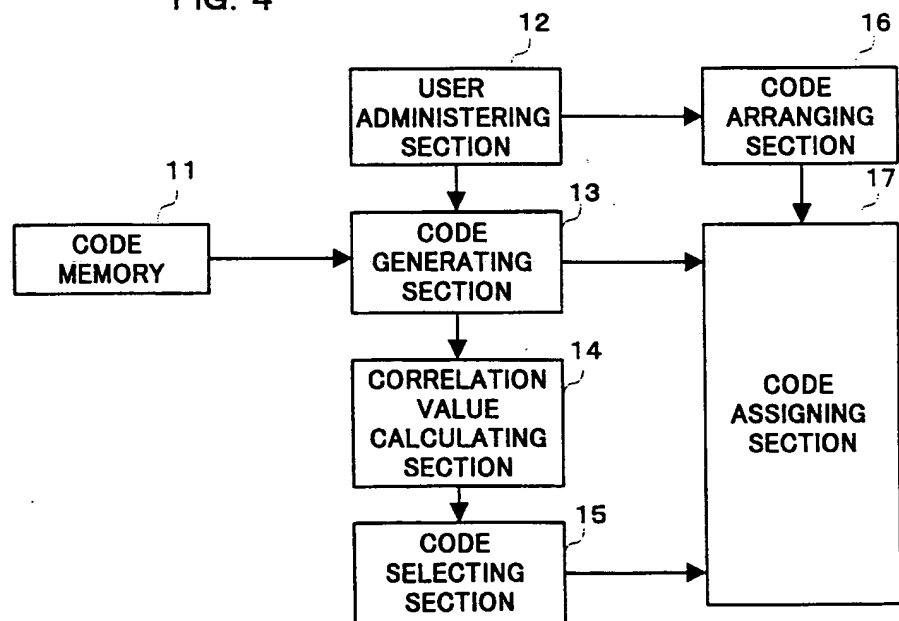 FIG. 4
12
16
USER
ADMINISTERING
SECTION
CODE
ARRANGING
SECTION
11
13
17
CODE
MEMORY
CODE
GENERATING
SECTION
14
CORRELATION
VALUE
CALCULATING
SECTION
CODE
ASSIGNING
SECTION
15
CODE
SELECTING
SECTION